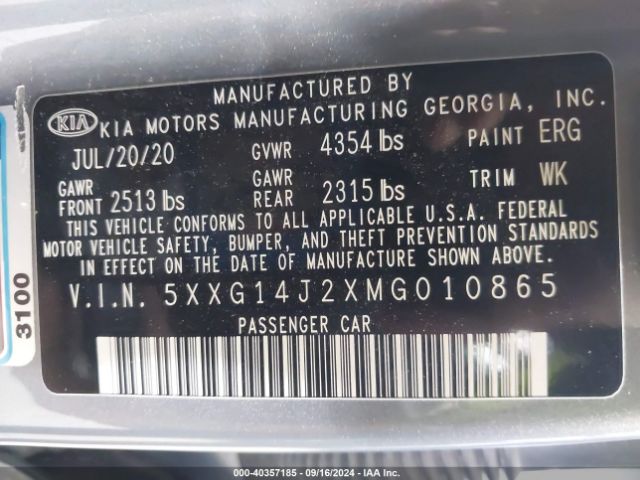 MANUFACTURED BY
KIA KIA MOTORS MANUFACTURING GEORGIA, INC.
JUL/20/20 GVWR 4354 lbs PAINT ERG
GAWR FRONT 2513 lbs GAWR REAR 2315 lbs TRIM WK
THIS VEHICLE CONFORMS TO ALL APPLICABLE U.S.A. FEDERAL
MOTOR VEHICLE SAFETY, BUMPER, AND THEFT PREVENTION STANDARDS
IN EFFECT ON THE DATE OF MANUFACTURE SHOWN ABOVE.
V.I.N. 5XXG14J2XMG010865
PASSENGER CAR
3100
000-40357185 - 09/16/2024 - IAA Inc.